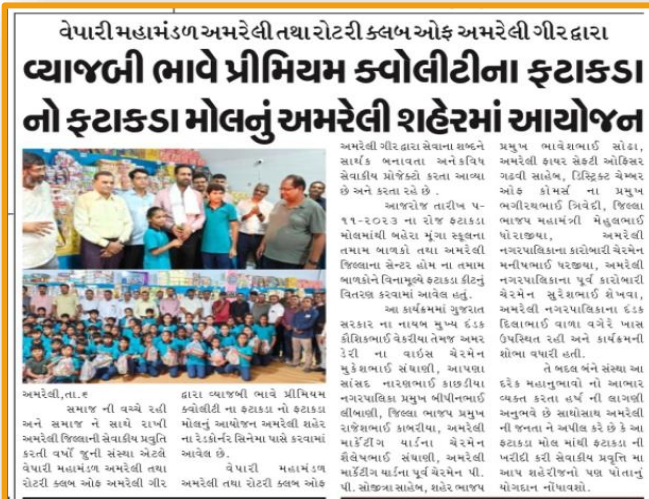 વેપારી મહામંડળ અમરેલી તથા રોટરી ક્લબ ઓફ અમરેલી ગીર દ્વારા
વ્યાજબી ભાવે પ્રીમિયમ ક્વોલીટીના ફટાકડા
નો ફટાકડા મોલનું અમરેલી શહેરમાં આયોજન
અમરેલી,તા.૬
સમાજ ની વચ્ચે રહી
અને સમાજ ને સાથે રાખી
અમરેલી જિલ્લાની સેવાકીય પ્રવુતિ
કરતી વર્ષો જુની સંસ્થા એટલે
વેપારી મહામંડળ અમરેલી તથા
રોટરી ક્લબ ઓફ અમરેલી ગીર
દ્વારા વ્યાજબી ભાવે પ્રીમિયમ
ક્વોલીટી ના ફટાકડા નો ફટાકડા
મોલનું આયોજન અમરેલી શહેર
ના રેડકોર્નર સિનેમા પાસે કરવામાં
આવેલ છે.
વેપારી મહામંડળ
અમરેલી તથા રોટરી ક્લબ ઓફ
અમરેલી ગીર દ્વારા સેવાના શબ્દને
સાર્થક બનાવતા અનેકવિધ
સેવાકીય પ્રોજેક્ટો કરતા આવ્યા
છે અને કરતા રહે છે .
આજરોજ તારીખ ૫-
૧૧-૨૦૨૩ ના રોજ ફટાકડા
મોલમાંથી બહેરા મૂંગા સ્કૂલના
તમામ બાળકો તથા અમરેલી
જિલ્લાના સેન્ટર હોમ ના તમામ
બાળકોને વિનામૂલ્યે ફટાકડા કીટનું
વિતરણ કરવામાં આવેલ હતું.
આ કાર્યક્રમમાં ગુજરાત
સરકાર ના નાયબ મુખ્ય દંડક
કૌશિકભાઈ વેકરીયા તેમજ અમર
ડેરી ના વાઇસ ચેરમેન
મુકેશભાઈ સંઘાણી, આપણા
સાંસદ નારણભાઈ કાછડીયા
નગરપાલિકા પ્રમુખ બીપીનભાઈ
લીંબાણી, જિલ્લા ભાજપ પ્રમુખ
રાજેશભાઈ કાબરીયા, અમરેલી
માર્કેટીંગ યાર્ડના ચેરમેન
શૈલેષભાઈ સંઘાણી, અમરેલી
માર્કેટીંગ યાર્ડના પૂર્વ ચેરમેન પી.
પી. સોજીત્રા સાહેબ, શહેર ભાજપ
પ્રમુખ ભાવેશભાઈ સોઢા,
અમરેલી ફાયર સેફ્ટી ઓફિસર
ગઢવી સાહેબ, ડિસ્ટ્રિક્ટ ચેમ્બર
ઓફ કોમર્સ ના પ્રમુખ
ભગીરથભાઈ ત્રિવેદી, જિલ્લા
ભાજપ મહામંત્રી મેહુલભાઈ
ધોરાજીયા, અમરેલી
નગરપાલિકાના કારોબારી ચેરમેન
મનીષભાઈ ધરજીયા, અમરેલી
નગરપાલિકાના પૂર્વ કારોબારી
ચેરમેન સુરેશભાઈ શેખવા,
અમરેલી નગરપાલિકાના દંડક
દિલાભાઈ વાળા વગેરે ખાસ
ઉપસ્થિત રહી અને કાર્યક્રમની
શોભા વધારી હતી.
તે બદલ બંને સંસ્થા આ
દરેક મહાનુભાવો નો આભાર
વ્યક્ત કરતા હર્ષ ની લાગણી
અનુભવે છે સાથોસાથ અમરેલી
ની જનતા ને અપીલ કરે છે કે આ
ફટાકડા મોલ માંથી ફટાકડા ની
ખરીદી કરી સેવાકીય પ્રવૃત્તિ મા
આપ શહેરીજનો પણ પોતાનું
યોગદાન નોંધાવશો.